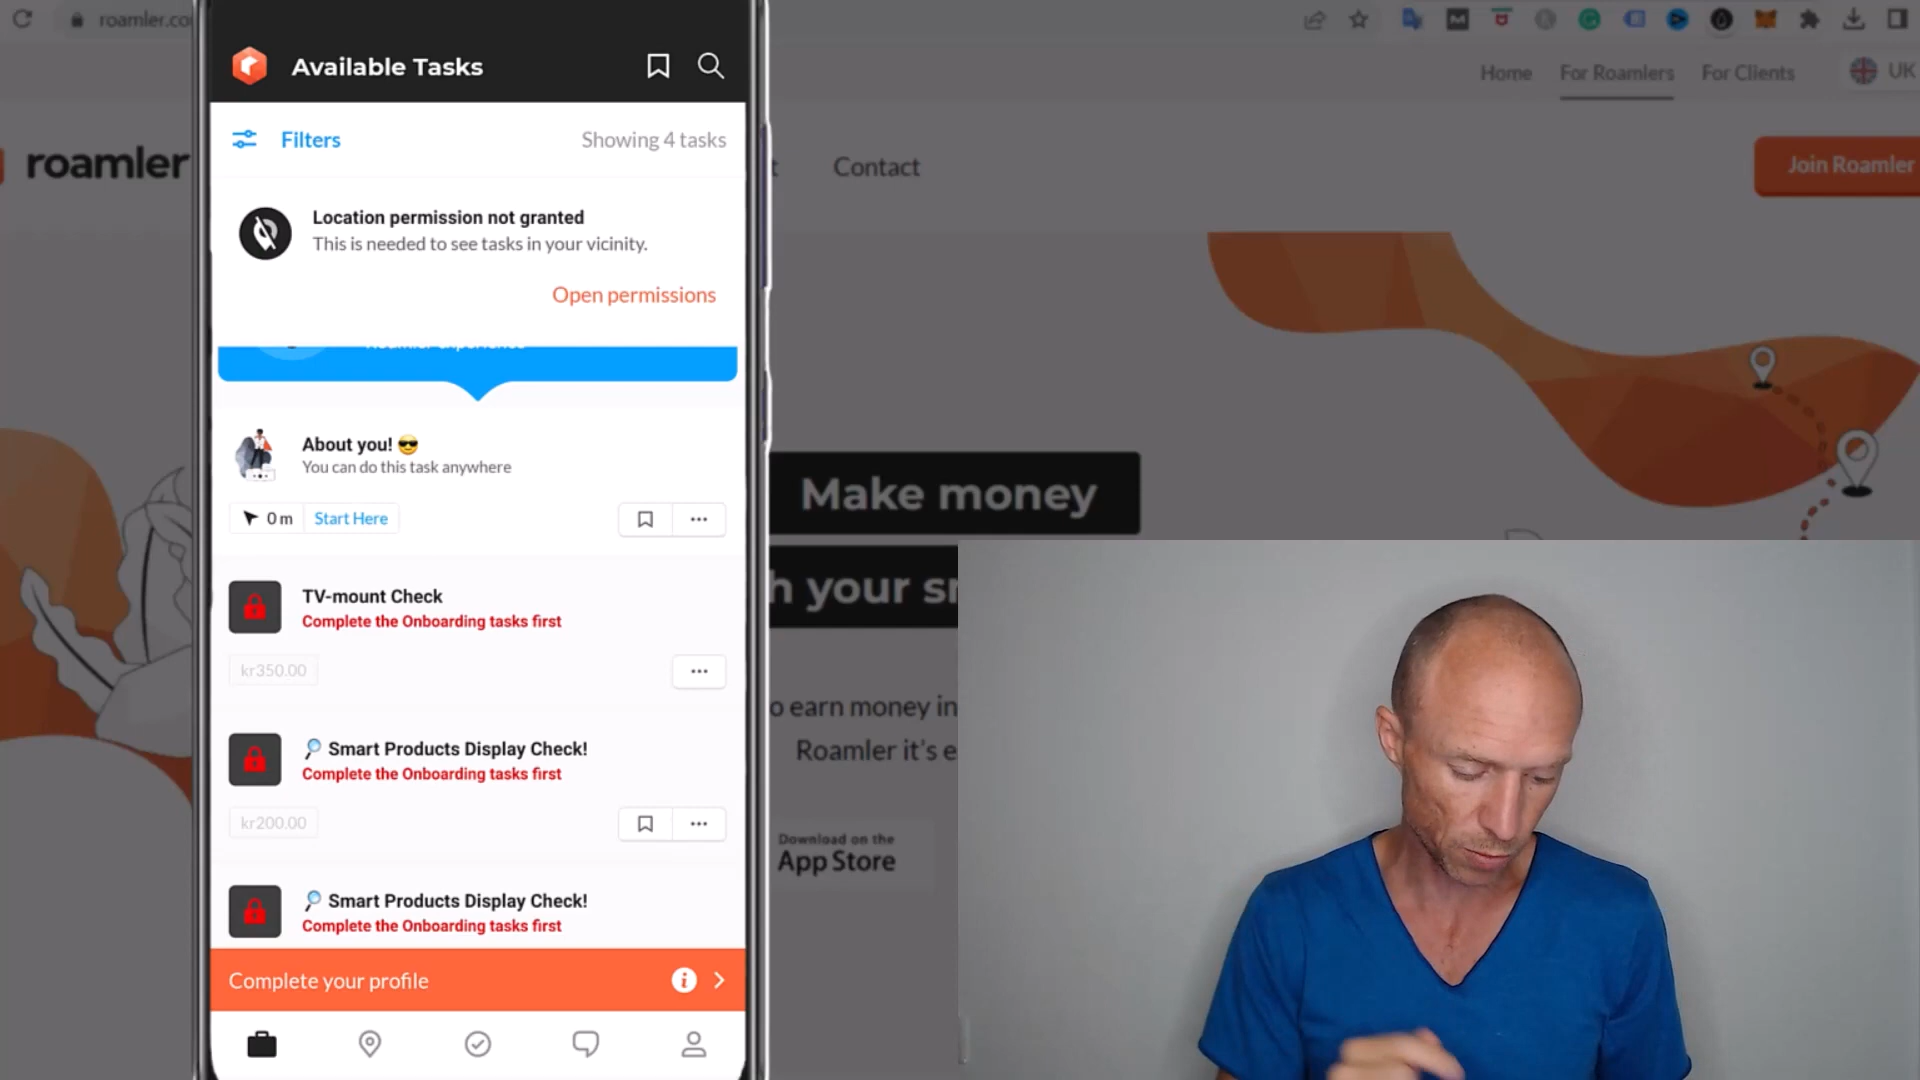 roamler.co
Home
For Roamlers
For Clients
UK
roamler
Contact
Join Roamler
Make money
your
Roamler it's
Download on the
App Store
Available Tasks
Filters
Showing 4 tasks
Location permission not granted
This is needed to see tasks in your vicinity.
Open permissions
About you! 😎
You can do this task anywhere
0 m
Start Here
TV-mount Check
Complete the Onboarding tasks first
kr350.00
Smart Products Display Check!
Complete the Onboarding tasks first
kr200.00
Smart Products Display Check!
Complete the Onboarding tasks first
Complete your profile